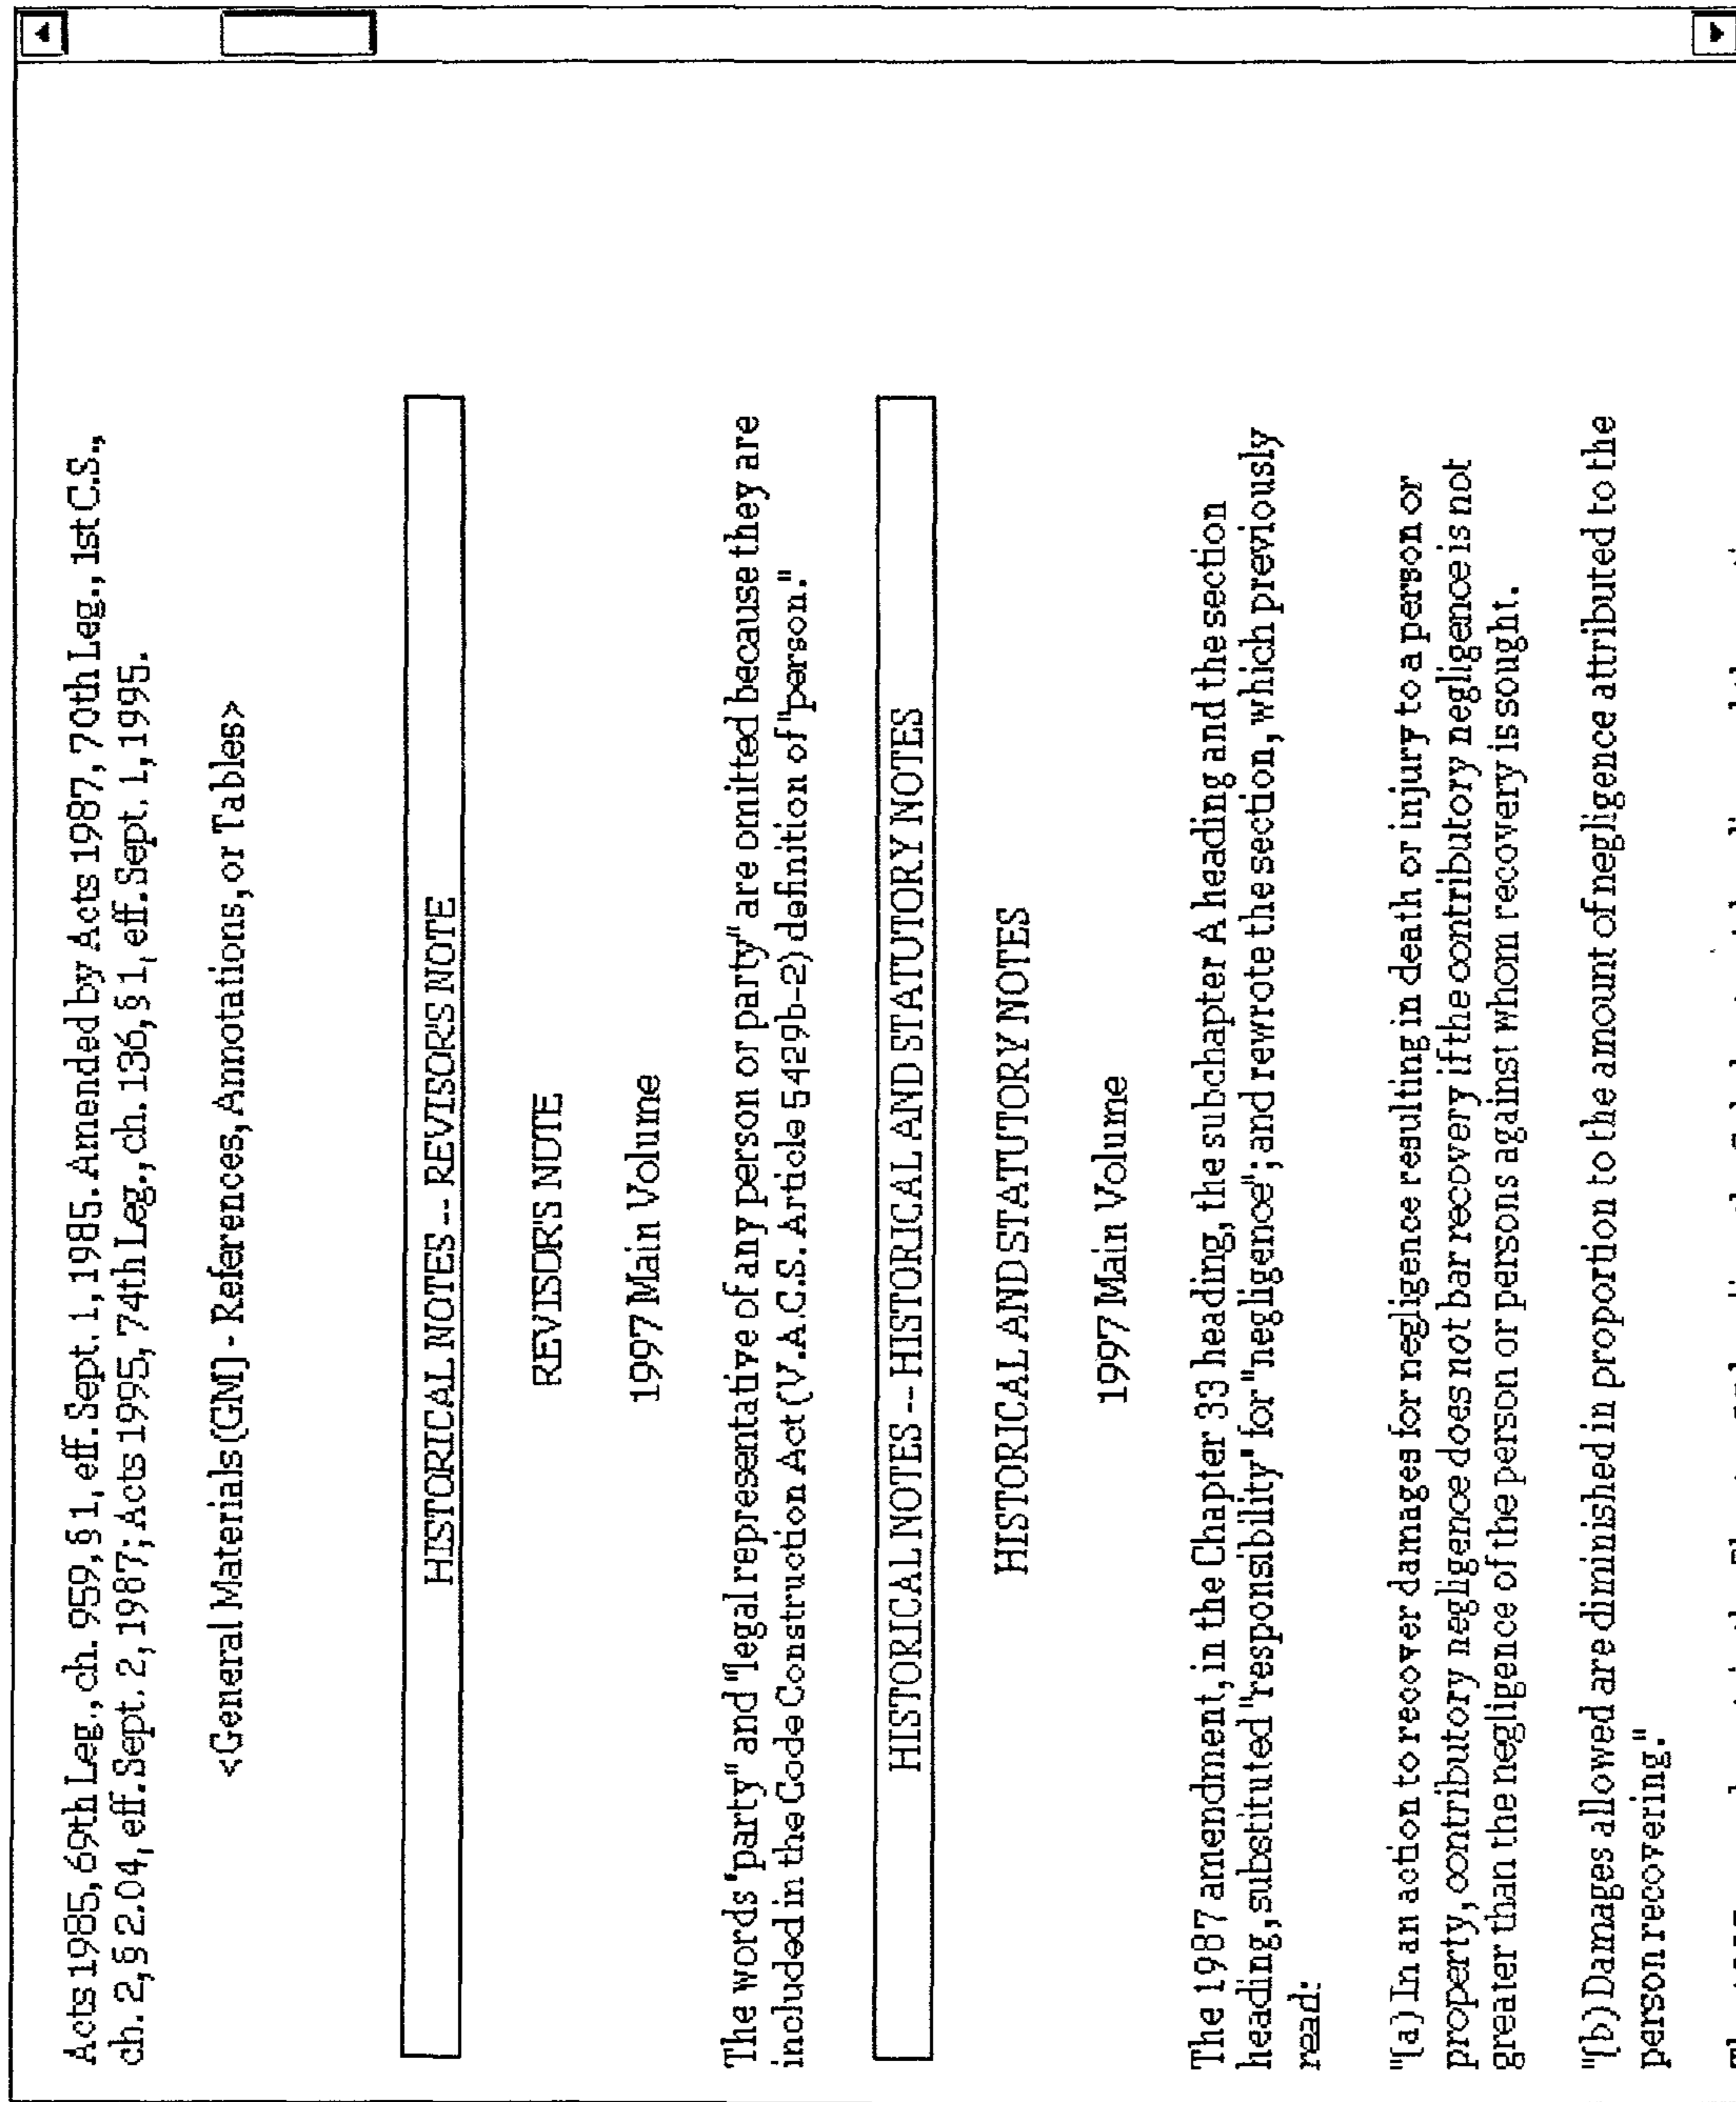 Acts 1985, 69th Leg., ch. 959, § 1, eff. Sept. 1, 1985. Amended by Acts 1987, 70th Leg., 1st C.S.,
ch. 2, § 2.04, eff. Sept. 2, 1987; Acts 1995, 74th Leg., ch. 136, § 1, eff. Sept. 1, 1995.
<General Materials (GM) - References, Annotations, or Tables>
HISTORICAL NOTES -- REVISOR'S NOTE
REVISOR'S NOTE
1997 Main Volume
The words "party" and "legal representative of any person or party" are omitted because they are
included in the Code Construction Act (V.A.C.S. Article 5429b-2) definition of "person."
HISTORICAL NOTES -- HISTORICAL AND STATUTORY NOTES
HISTORICAL AND STATUTORY NOTES
1997 Main Volume
The 1987 amendment, in the Chapter 33 heading, the subchapter A heading and the section
heading, substituted "responsibility" for "negligence"; and rewrote the section, which previously
read:
"(a) In an action to recover damages for negligence resulting in death or injury to a person or
property, contributory negligence does not bar recovery if the contributory negligence is not
greater than the negligence of the person or persons against whom recovery is sought.
"(b) Damages allowed are diminished in proportion to the amount of negligence attributed to the
person recovering."